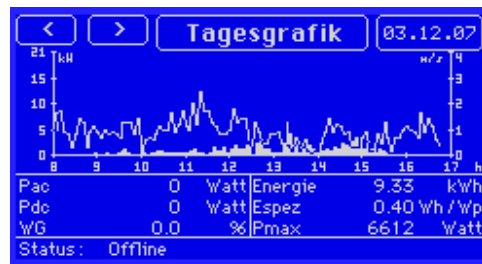 < > Tagesgrafik 03.12.07
21 kW m/s 4
15 3
10 2
5 1
0
8 9 10 11 12 13 14 15 16 17 h
Pac 0 Watt Energie 9.33 kWh
Pdc 0 Watt Espez 0.40 Wh/Wp
WG 0.0 % Pmax 6612 Watt
Status: Offline